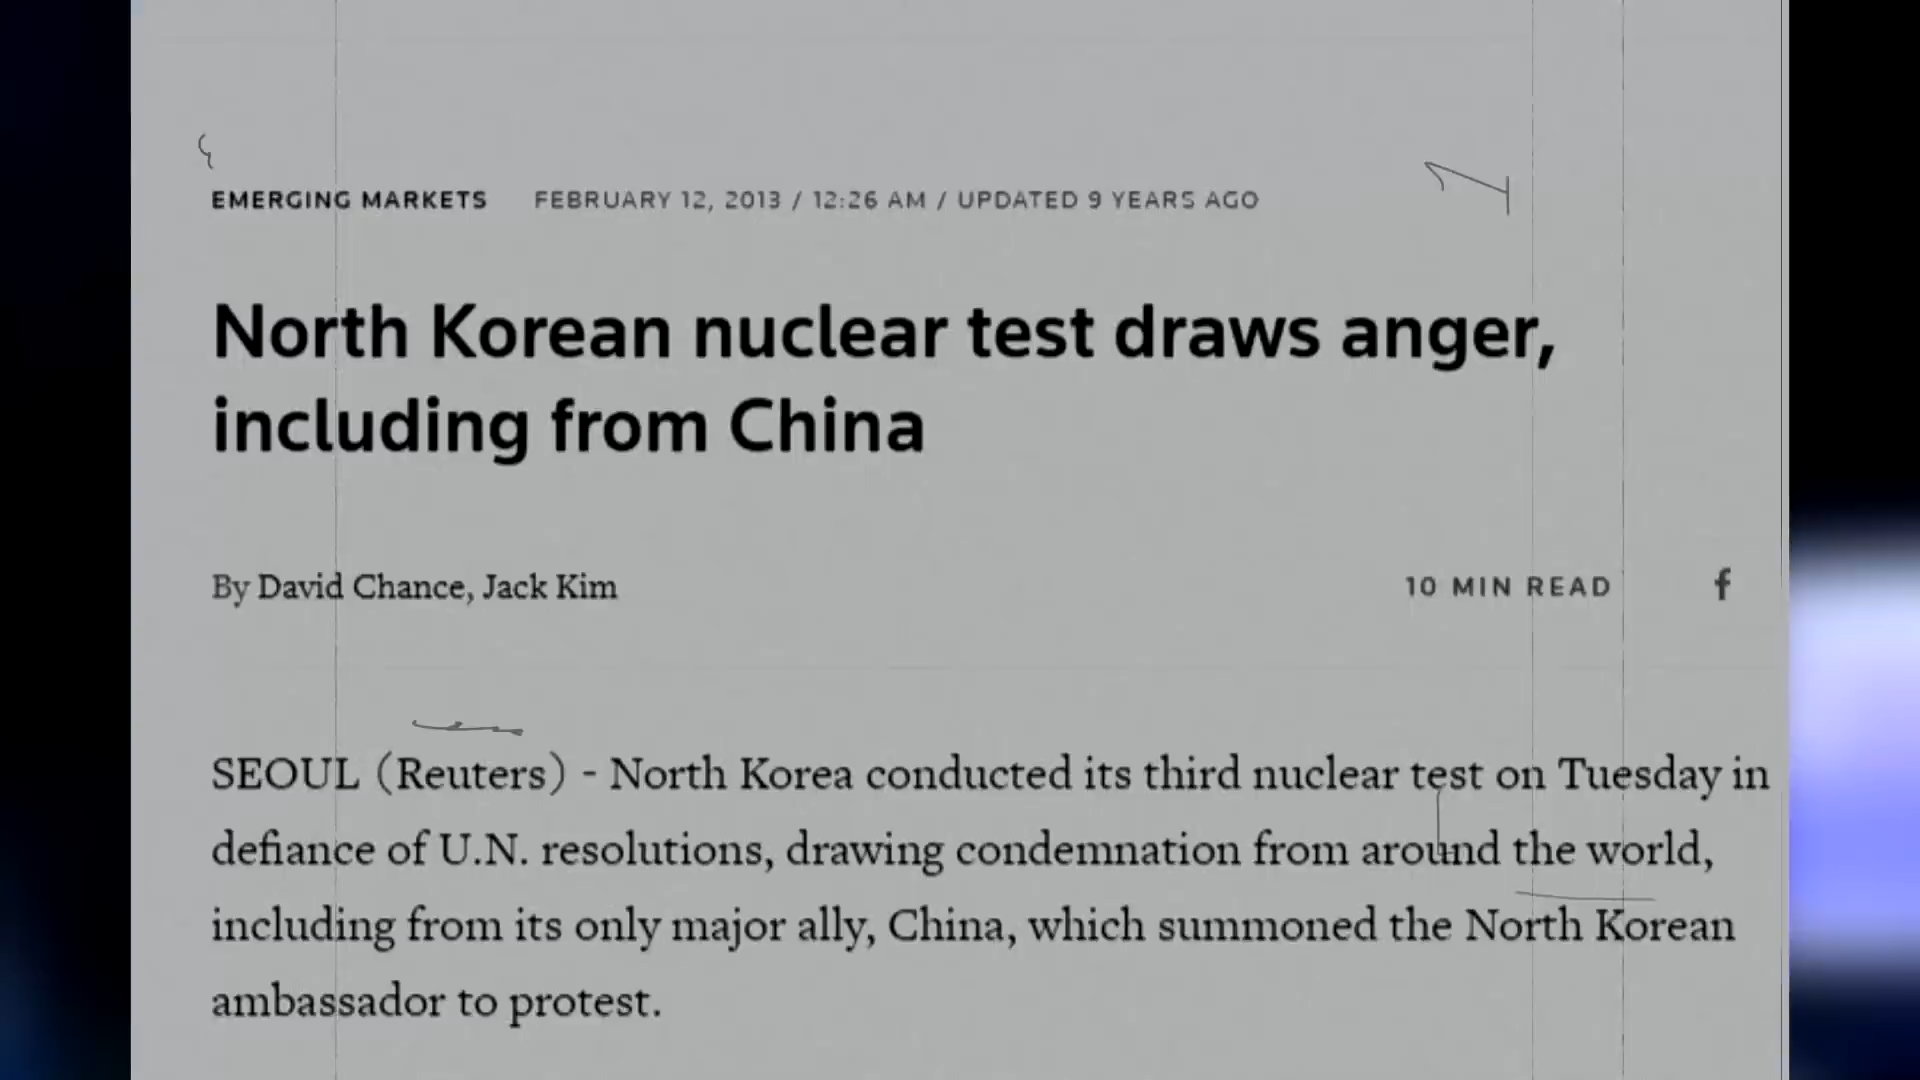 EMERGING MARKETS FEBRUARY 12, 2013 / 12:26 AM / UPDATED 9 YEARS AGO
North Korean nuclear test draws anger,
including from China
By David Chance, Jack Kim 10 MIN READ f
SEOUL (Reuters) - North Korea conducted its third nuclear test on Tuesday in
defiance of U.N. resolutions, drawing condemnation from around the world,
including from its only major ally, China, which summoned the North Korean
ambassador to protest.